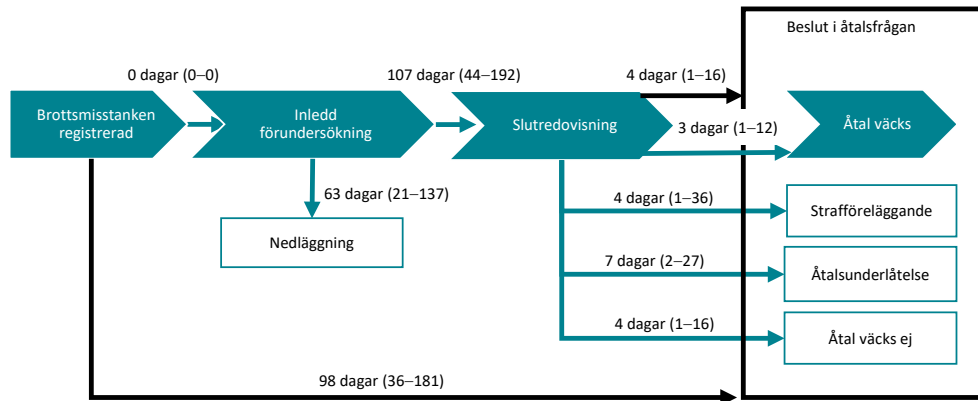 Beslut i åtalsfrågan
0 dagar (0–0)
107 dagar (44–192)
4 dagar (1–16)
Brottsmisstanken
registrerad
Inledd
förundersökning
Slutredovisning
3 dagar (1–12)
Åtal väcks
63 dagar (21–137)
Nedläggning
4 dagar (1–36)
Strafföreläggande
7 dagar (2–27)
Åtalsunderlåtelse
4 dagar (1–16)
Åtal väcks ej
98 dagar (36–181)